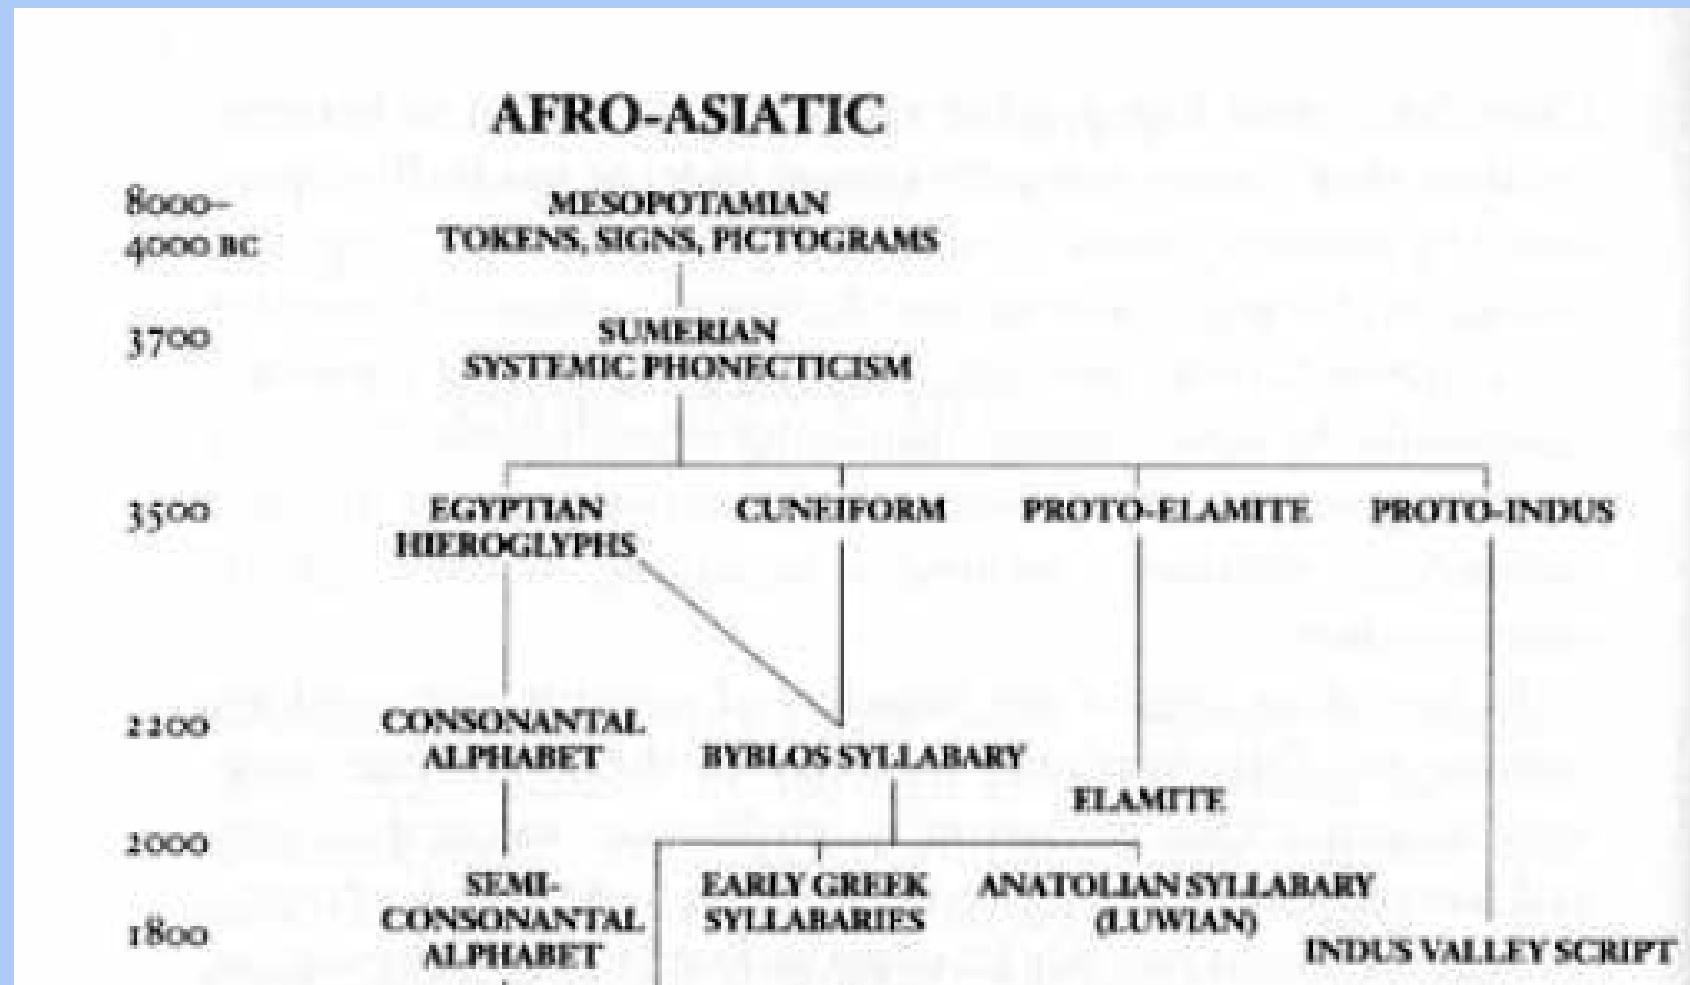 AFRO-ASIATIC
8000–
4000 BC
MESOPOTAMIAN
TOKENS, SIGNS, PICTOGRAMS
3700
SUMERIAN
SYSTEMIC PHONECTICISM
3500
EGYPTIAN
HIEROGLYPHS
CUNEIFORM
PROTO-ELAMITE
PROTO-INDUS
2200
CONSONANTAL
ALPHABET
BYBLOS SYLLABARY
ELAMITE
2000
SEMI-
CONSONANTAL
ALPHABET
EARLY GREEK
SYLLABARIES
ANATOLIAN SYLLABARY
(LUWIAN)
1800
INDUS VALLEY SCRIPT